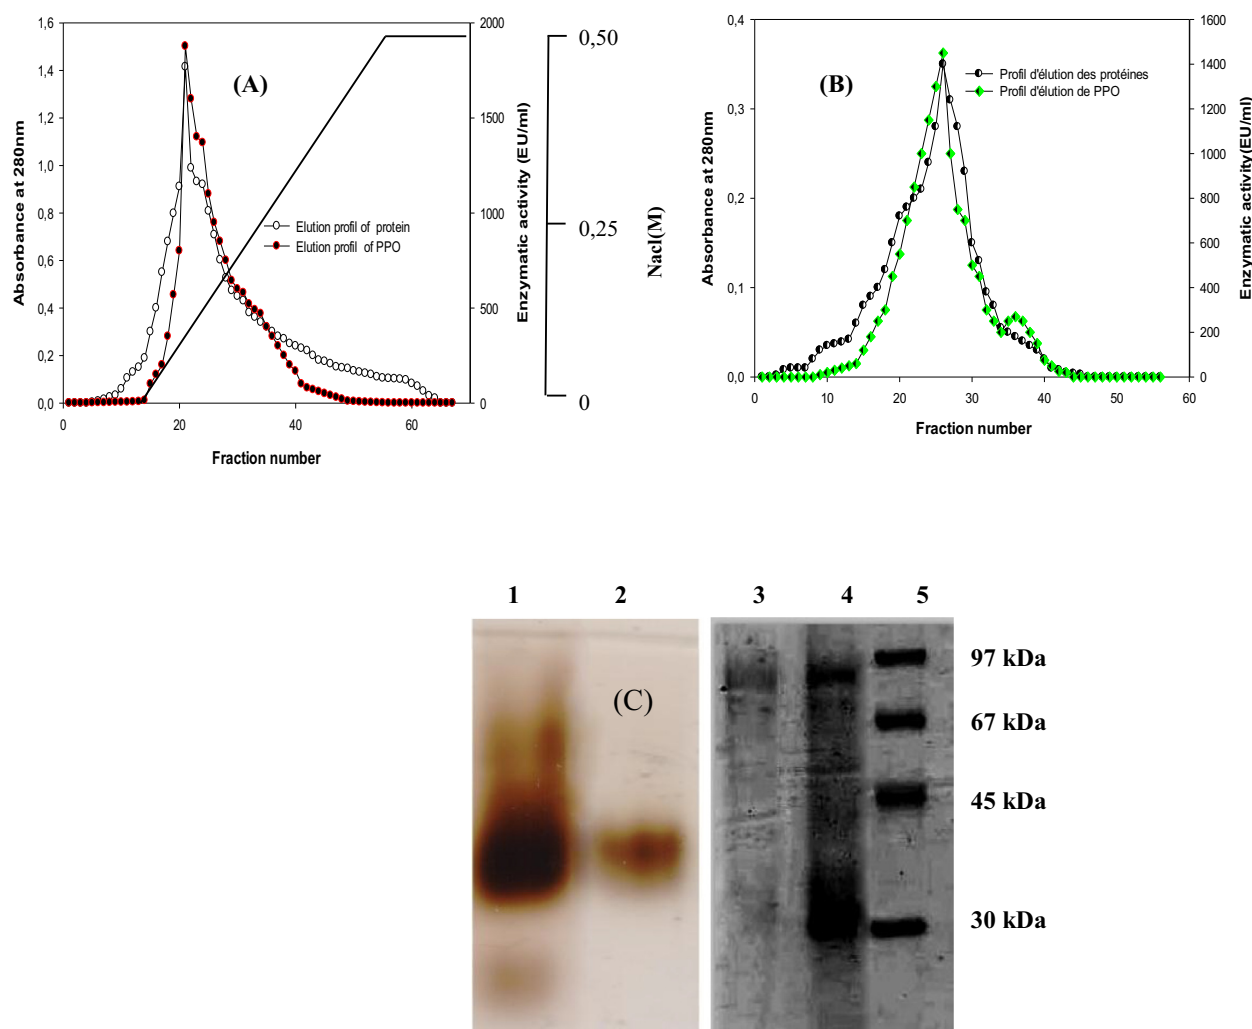 1,6
1,4
1,2
1,0
0,8
0,6
0,4
0,2
0,0
Absorbance at 280nm
0
20
40
60
Fraction number
(A)
Elution profil of protein
Elution profil of PPO
2000
1500
1000
500
0
Enzymatic activity (EU/ml)
0,50
0,25
0
Nacl(M)
0,4
0,3
0,2
0,1
0,0
Absorbance at 280nm
0
10
20
30
40
50
60
Fraction number
(B)
Profil d'élution des protéines
Profil d'élution de PPO
1600
1400
1200
1000
800
600
400
200
0
Enzymatic activity(EU/ml)
1 2 3 4 5
(C)
97 kDa
67 kDa
45 kDa
30 kDa